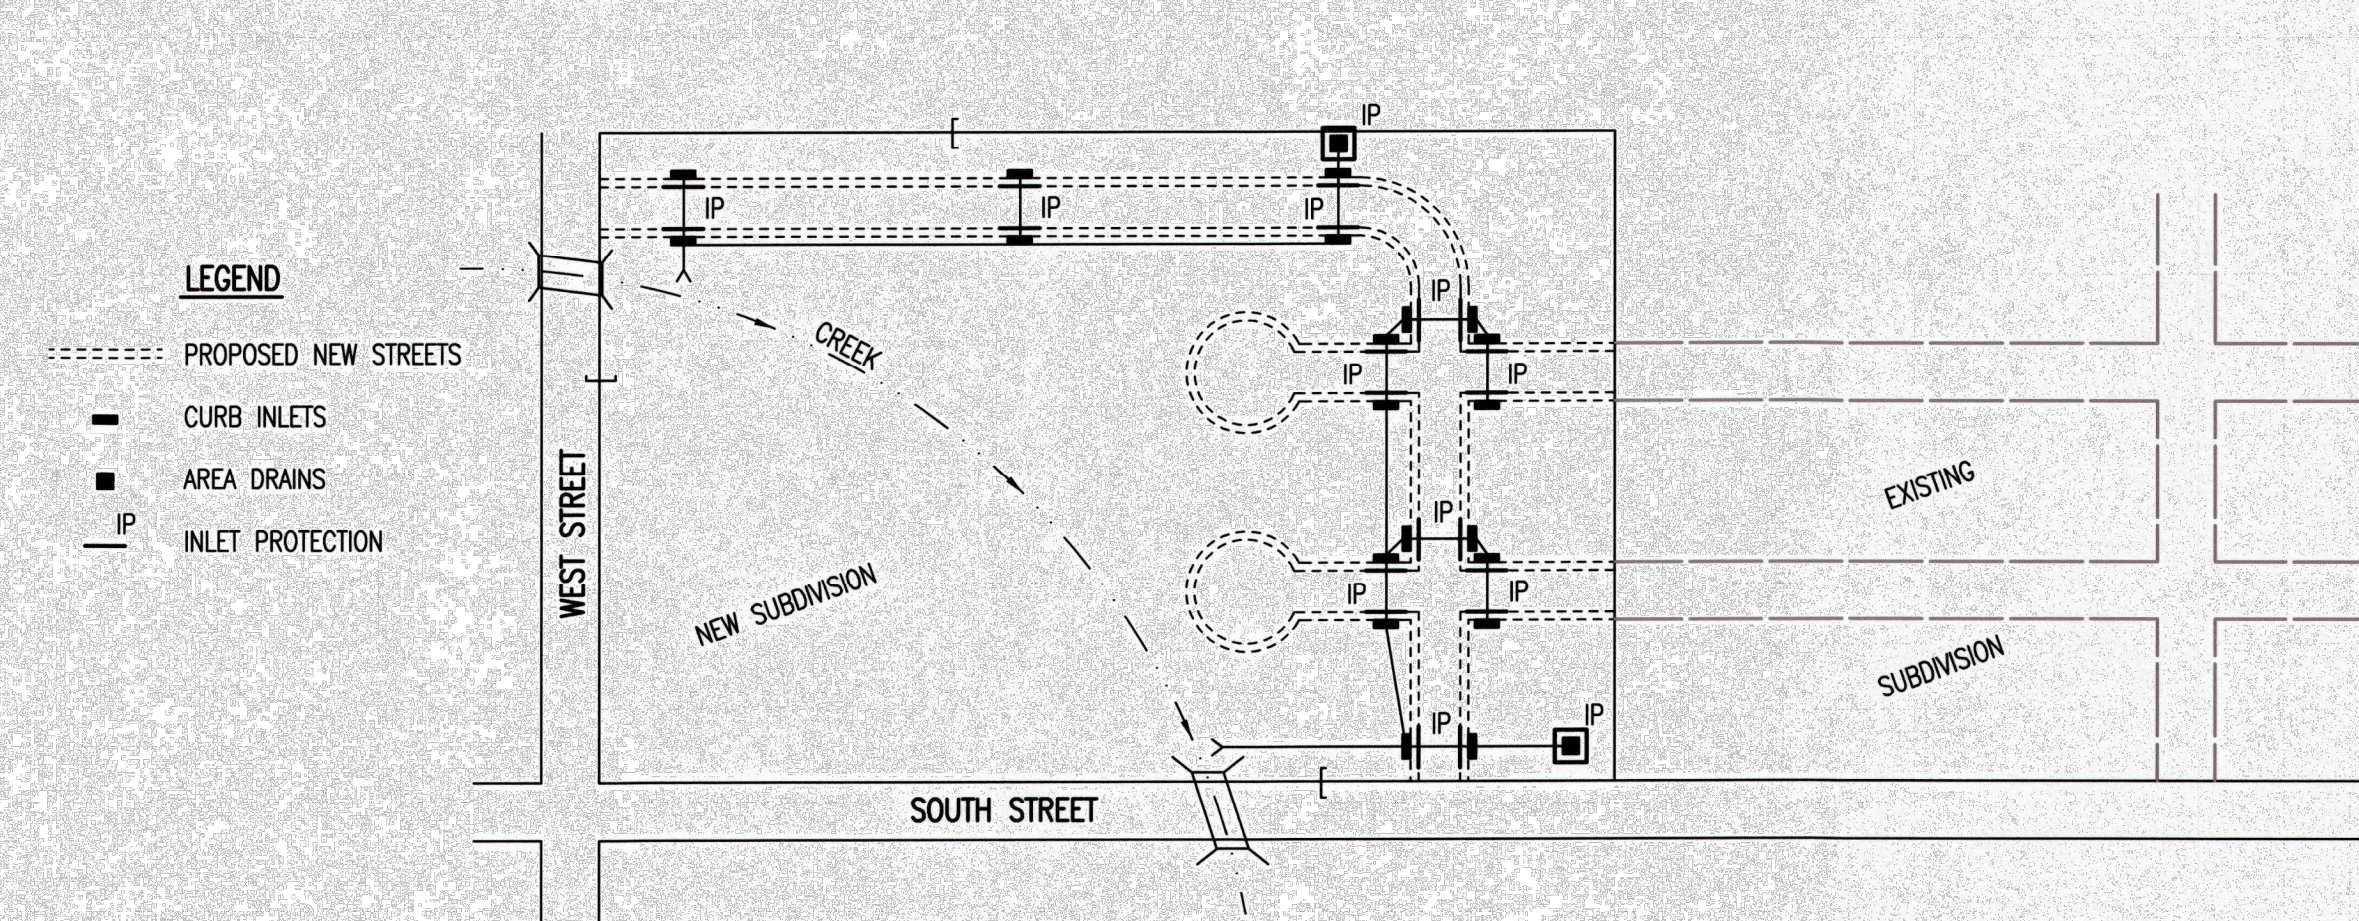 IP
IP
IP
IP
LEGEND
IP
CREEK
PROPOSED NEW STREETS
IP
IP
CURB INLETS
AREA DRAINS
EXISTING
IP
IP
INLET PROTECTION
WEST STREET
NEW SUBDIVISION
IP
IP
SUBDIVISION
IP
IP
SOUTH STREET